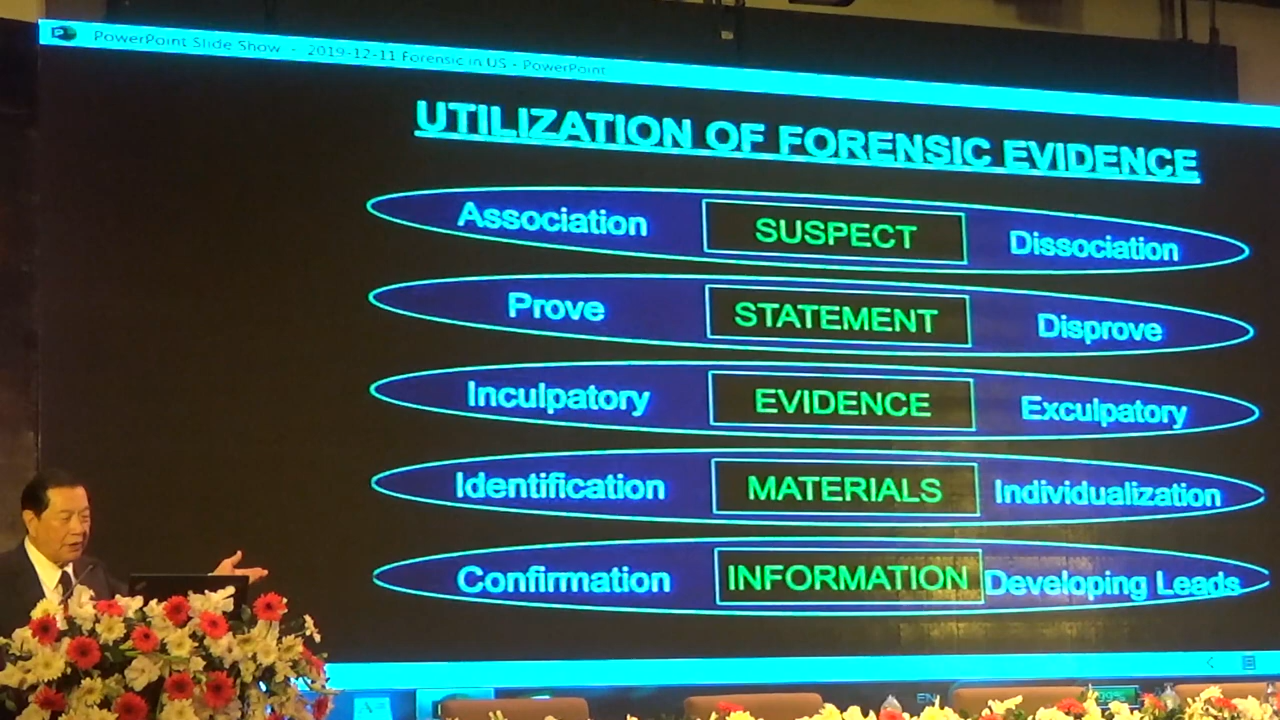 PowerPoint Slide Show - 2019-12-11 Forensic in US - PowerPoint
UTILIZATION OF FORENSIC EVIDENCE
Association SUSPECT Dissociation
Prove STATEMENT Disprove
Inculpatory EVIDENCE Exculpatory
Identification MATERIALS Individualization
Confirmation INFORMATION Developing Leads
EN